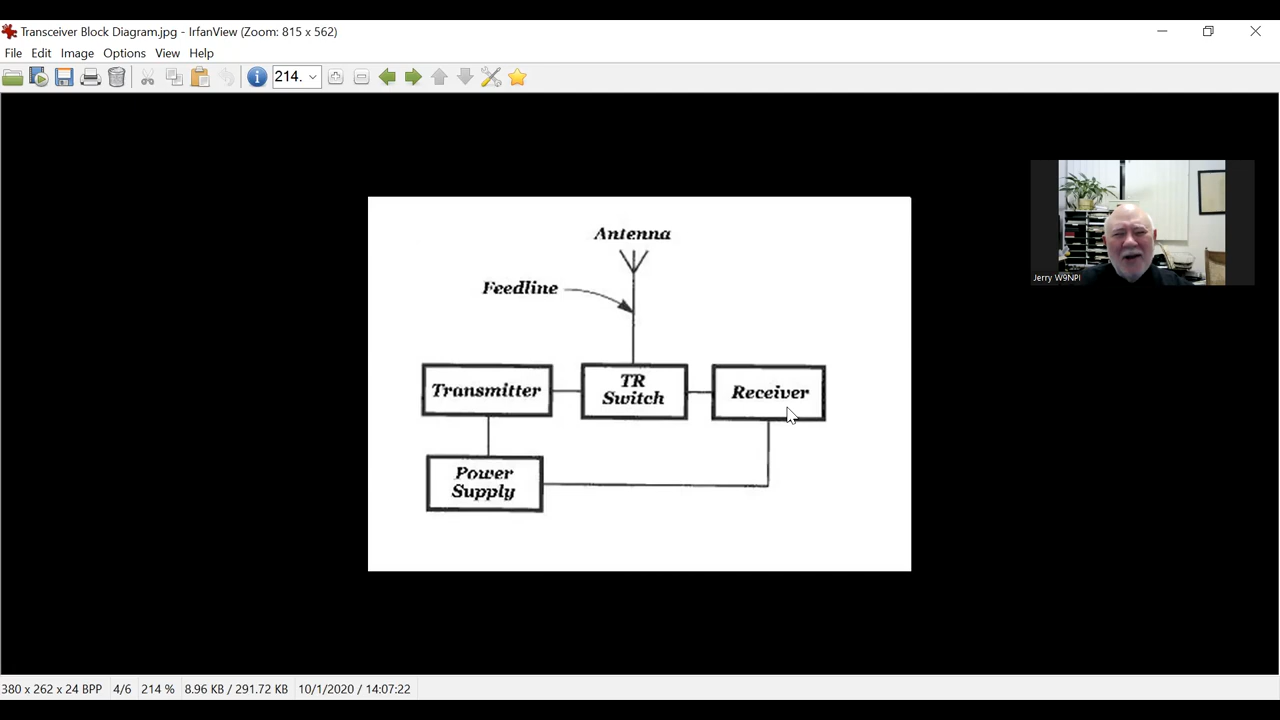 Transceiver Block Diagram.jpg - IrfanView (Zoom: 815 x 562)
File Edit Image Options View Help
214.
Antenna
Feedline
Transmitter
TR
Switch
Receiver
Power
Supply
Jerry W9NPI
380 x 262 x 24 BPP 4/6 214 % 8.96 KB / 291.72 KB 10/1/2020 / 14:07:22